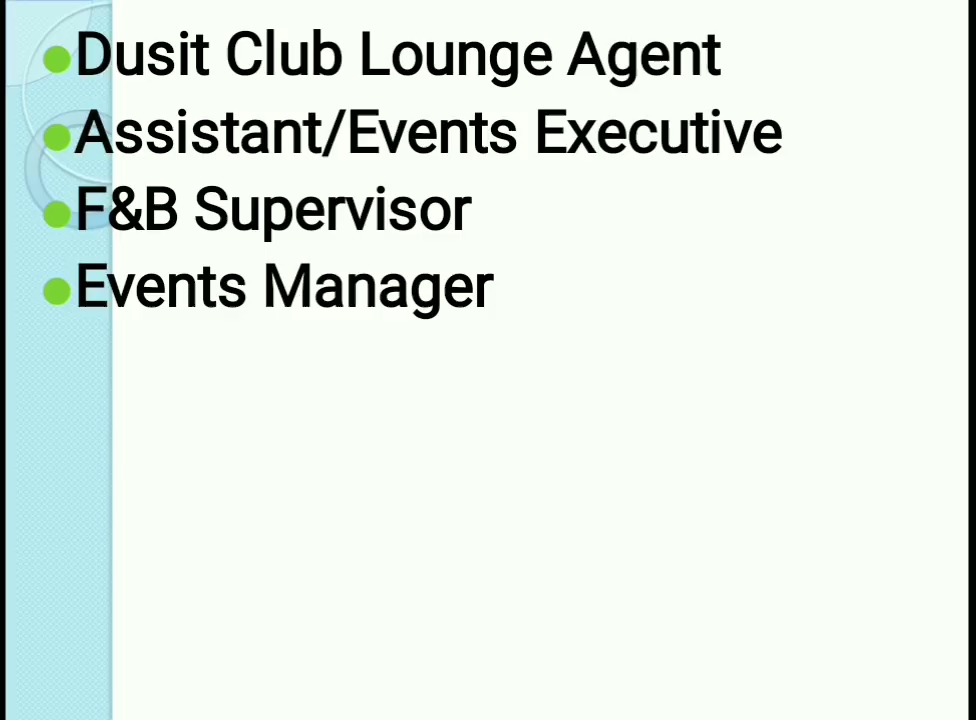 Dusit Club Lounge Agent
Assistant/Events Executive
F&B Supervisor
Events Manager